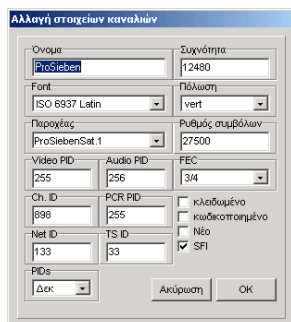 Αλλαγή στοιχείων καναλιών
Όνομα
ProSieben
Συχνότητα
12480
Font
ISO 6937 Latin
Πόλωση
vert
Παροχέας
ProSiebenSat.1
Ρυθμός συμβόλων
27500
Video PID
255
Audio PID
256
FEC
3/4
Ch. ID
898
PCR PID
255
κλειδωμένο
κωδικοποιημένο
Νέο
SFI
Net ID
133
TS ID
33
PIDs
Δεκ
Ακύρωση
OK